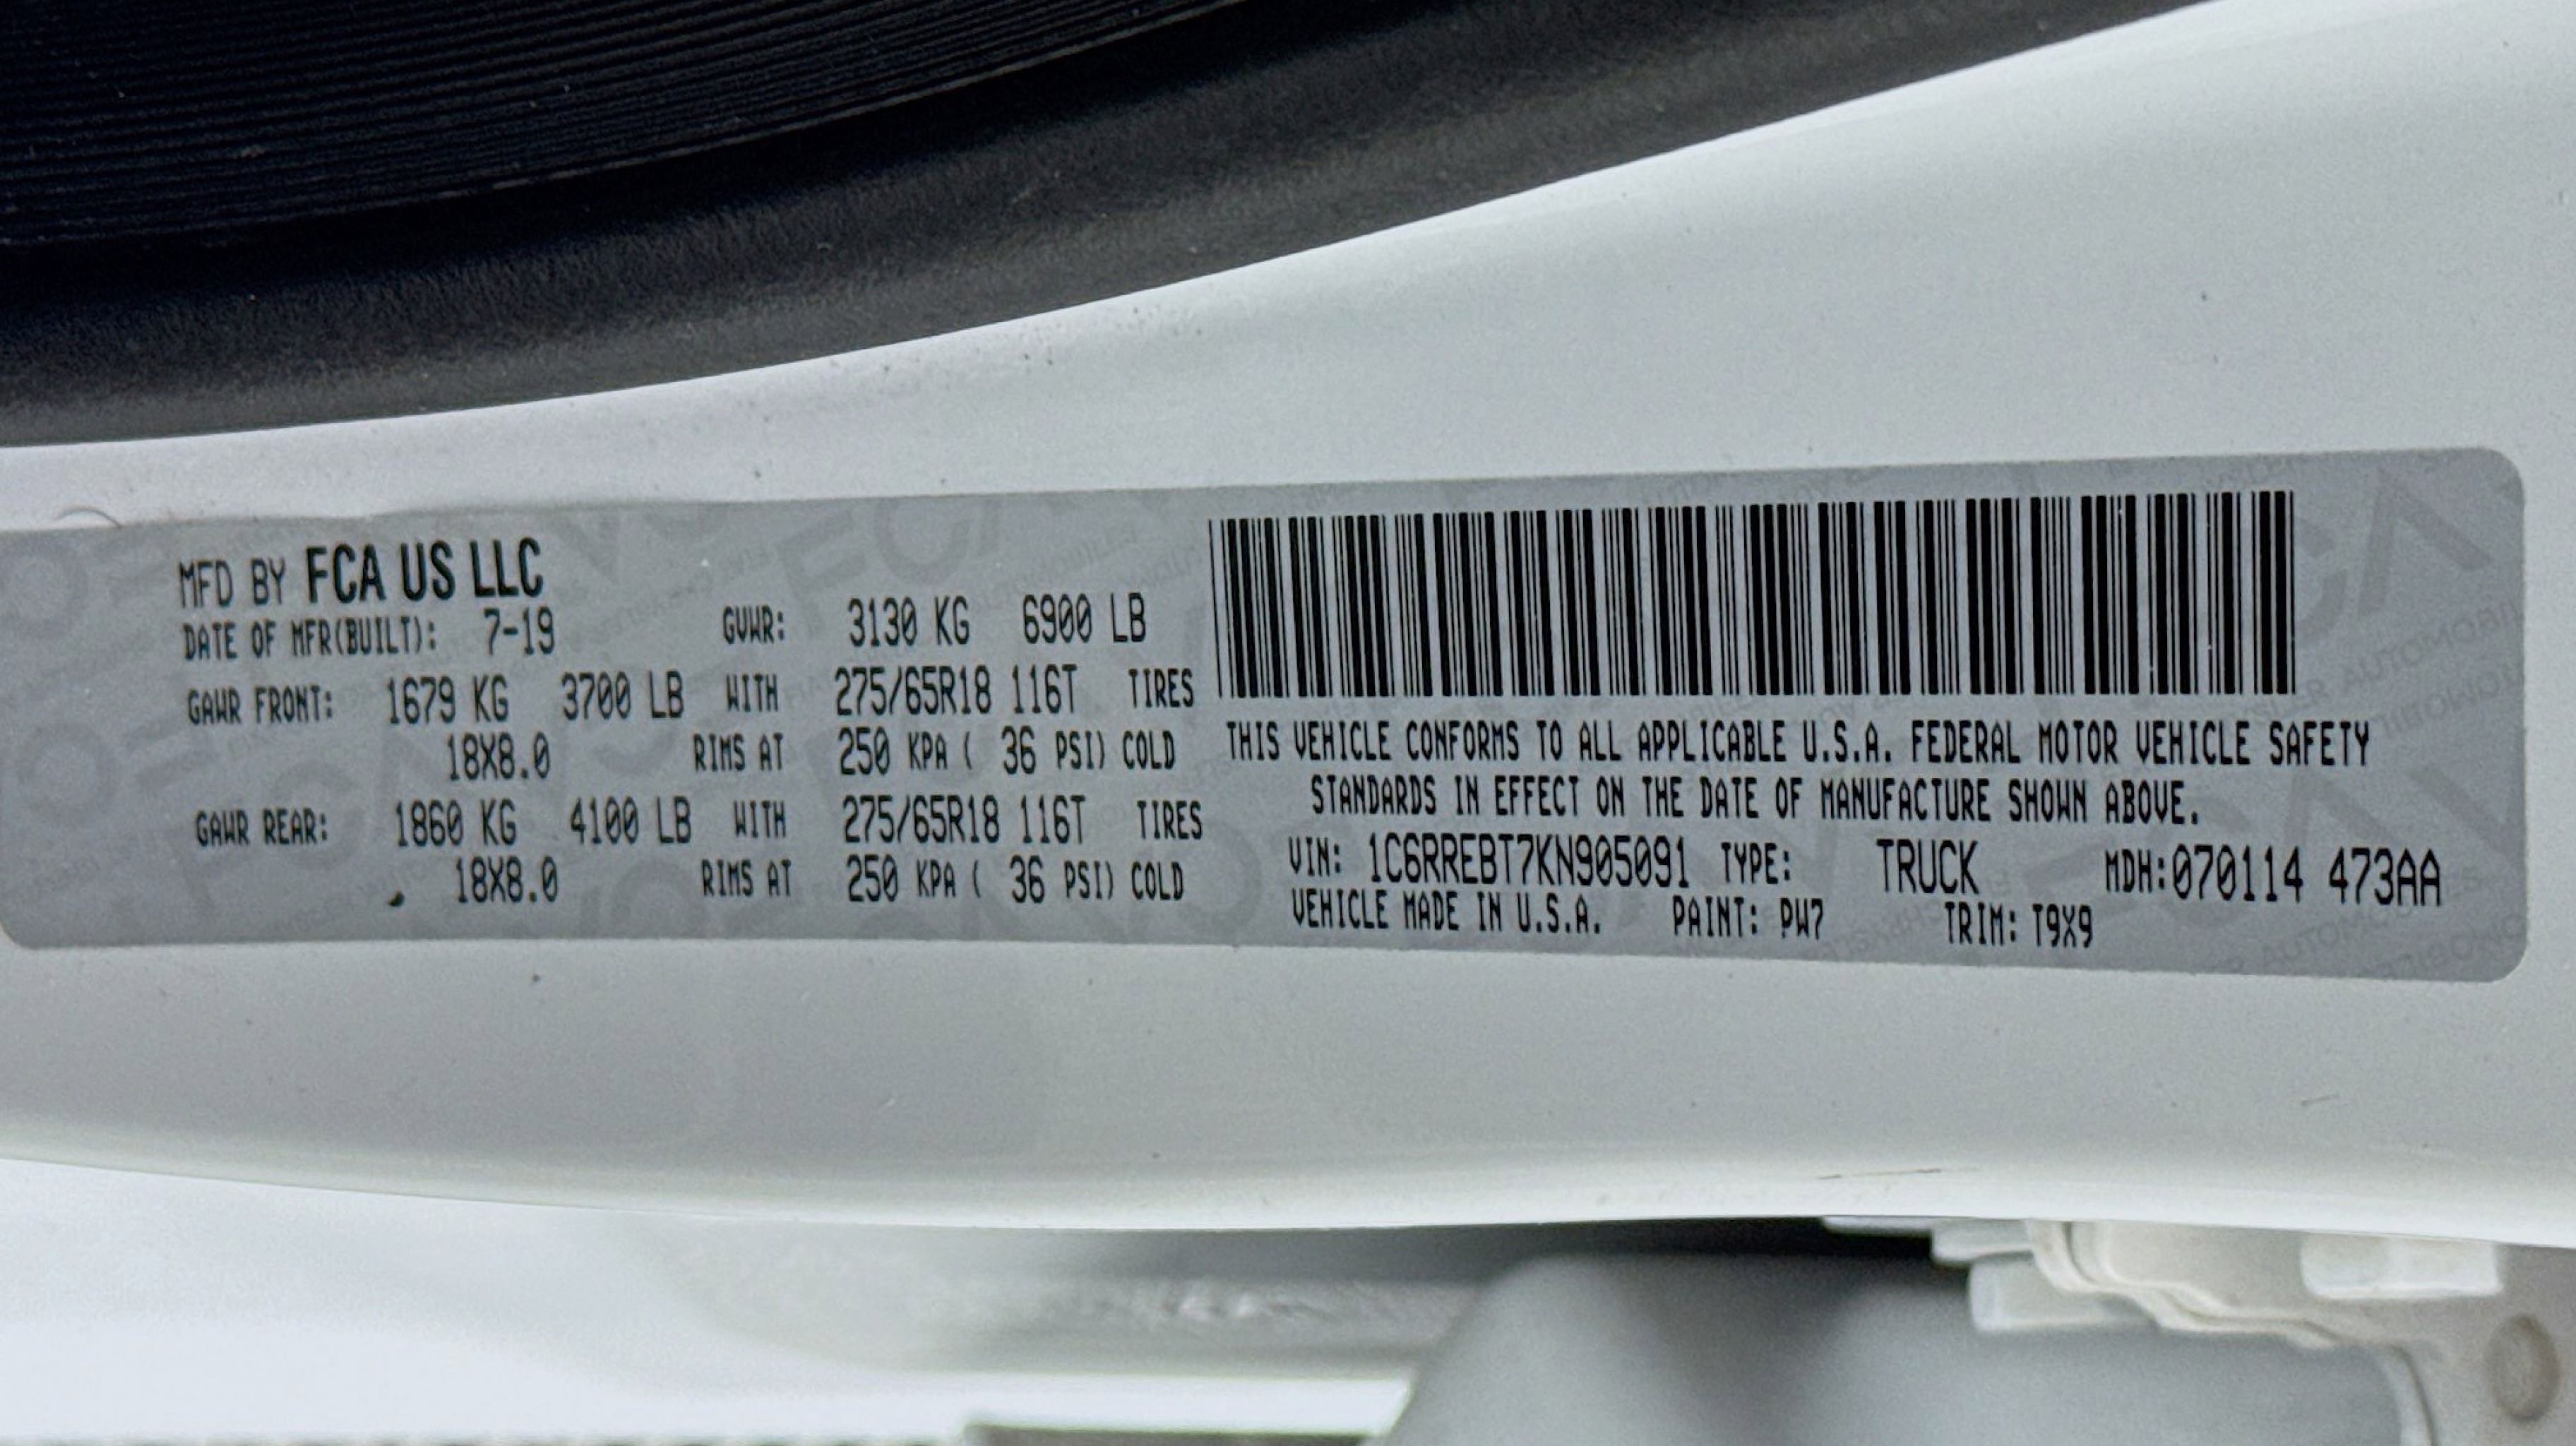 MFD BY FCA US LLC
DATE OF MFR(BUILT): 7-19 GVWR: 3130 KG 6900 LB
GAWR FRONT: 1679 KG 3700 LB WITH 275/65R18 116T TIRES
18X8.0 RIMS AT 250 KPA ( 36 PSI) COLD
GAWR REAR: 1860 KG 4100 LB WITH 275/65R18 116T TIRES
18X8.0 RIMS AT 250 KPA ( 36 PSI) COLD
THIS VEHICLE CONFORMS TO ALL APPLICABLE U.S.A. FEDERAL MOTOR VEHICLE SAFETY
STANDARDS IN EFFECT ON THE DATE OF MANUFACTURE SHOWN ABOVE.
VIN: 1C6RREBT7KN905091 TYPE: TRUCK MDH:070114 473AA
VEHICLE MADE IN U.S.A. PAINT: PW7 TRIM: T9X9